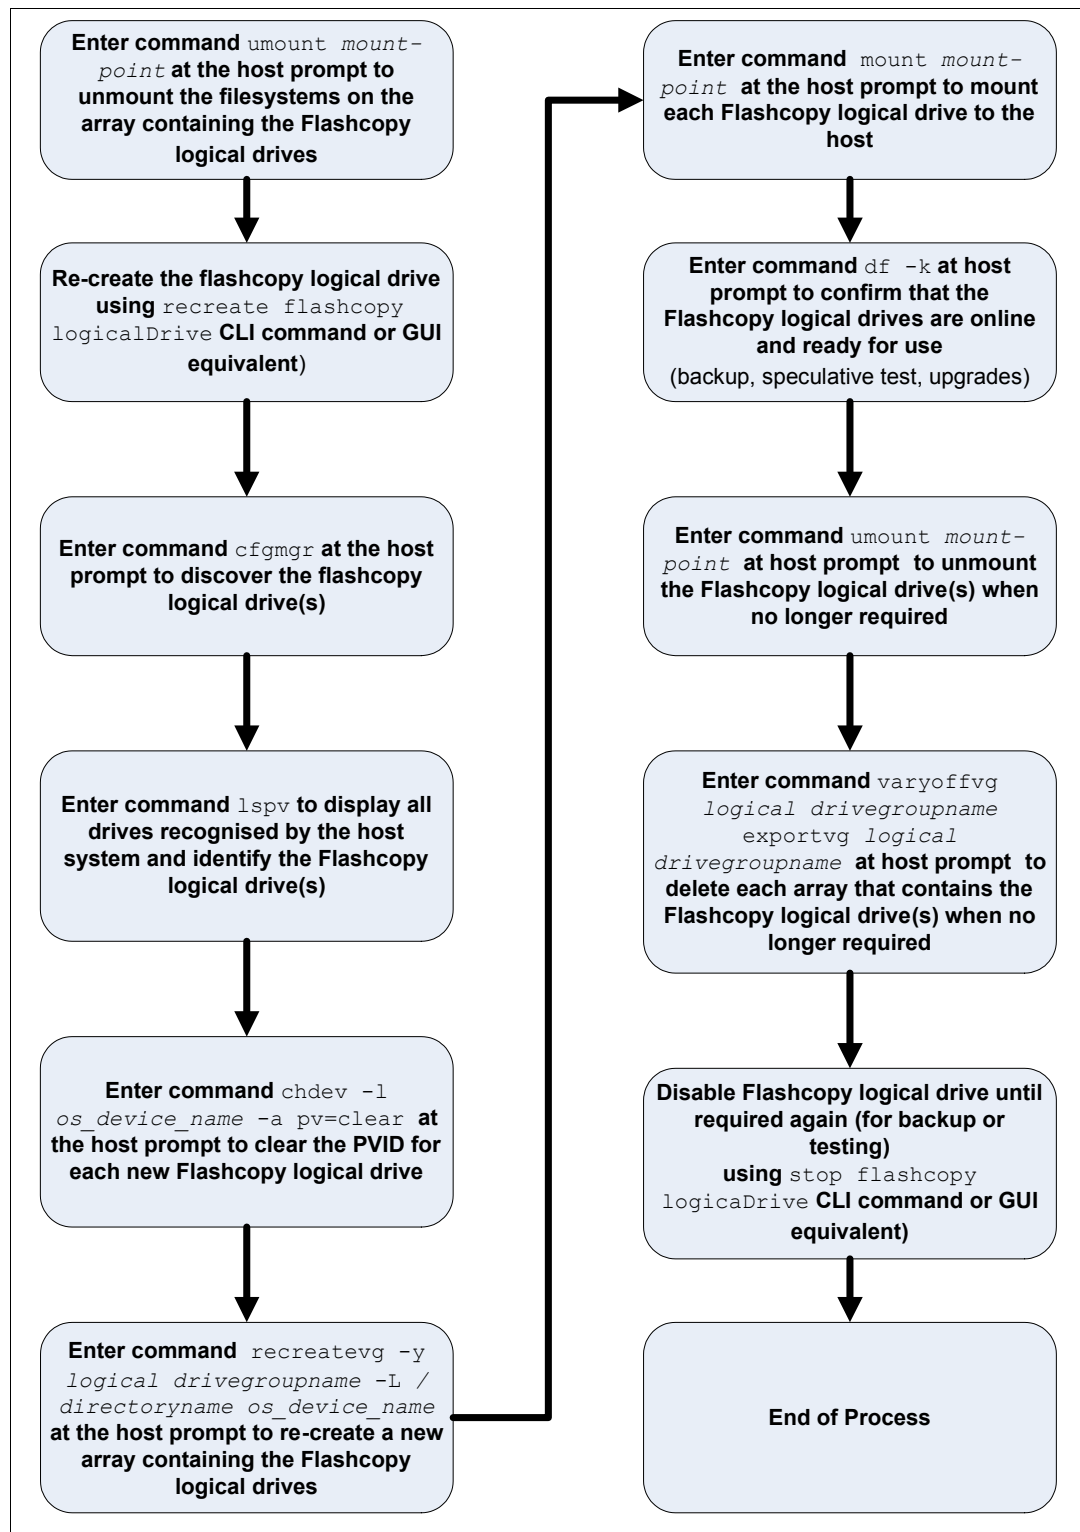 Enter command umount mount-
point at the host prompt to
unmount the filesystems on the
array containing the Flashcopy
logical drives
Re-create the flashcopy logical drive
using recreate flashcopy
logicalDrive CLI command or GUI
equivalent)
Enter command cfgmgr at the host
prompt to discover the flashcopy
logical drive(s)
Enter command lspv to display all
drives recognised by the host
system and identify the Flashcopy
logical drive(s)
Enter command chdev -l
os_device_name -a pv=clear at
the host prompt to clear the PVID for
each new Flashcopy logical drive
Enter command recreatevg -y
logical drivegroupname -L /
directoryname os_device_name
at the host prompt to re-create a new
array containing the Flashcopy
logical drives
Enter command mount mount-
point at the host prompt to mount
each Flashcopy logical drive to the
host
Enter command df -k at host
prompt to confirm that the
Flashcopy logical drives are online
and ready for use
(backup, speculative test, upgrades)
Enter command umount mount-
point at host prompt to unmount
the Flashcopy logical drive(s) when
no longer required
Enter command varyoffvg
logical drivegroupname
exportvg logical
drivegroupname at host prompt to
delete each array that contains the
Flashcopy logical drive(s) when no
longer required
Disable Flashcopy logical drive until
required again (for backup or
testing)
using stop flashcopy
logicaDrive CLI command or GUI
equivalent)
End of Process